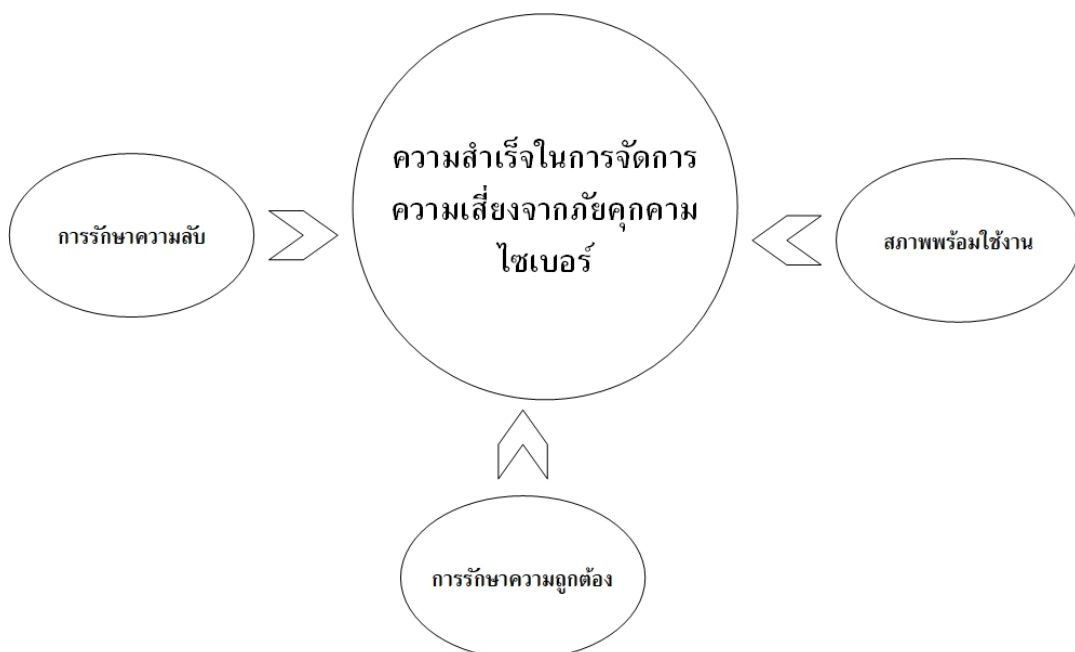 ความสำเร็จในการจัดการ
ความเสี่ยงจากภัยคุกคาม
ไซเบอร์
การรักษาความลับ
สภาพพร้อมใช้งาน
การรักษาความถูกต้อง